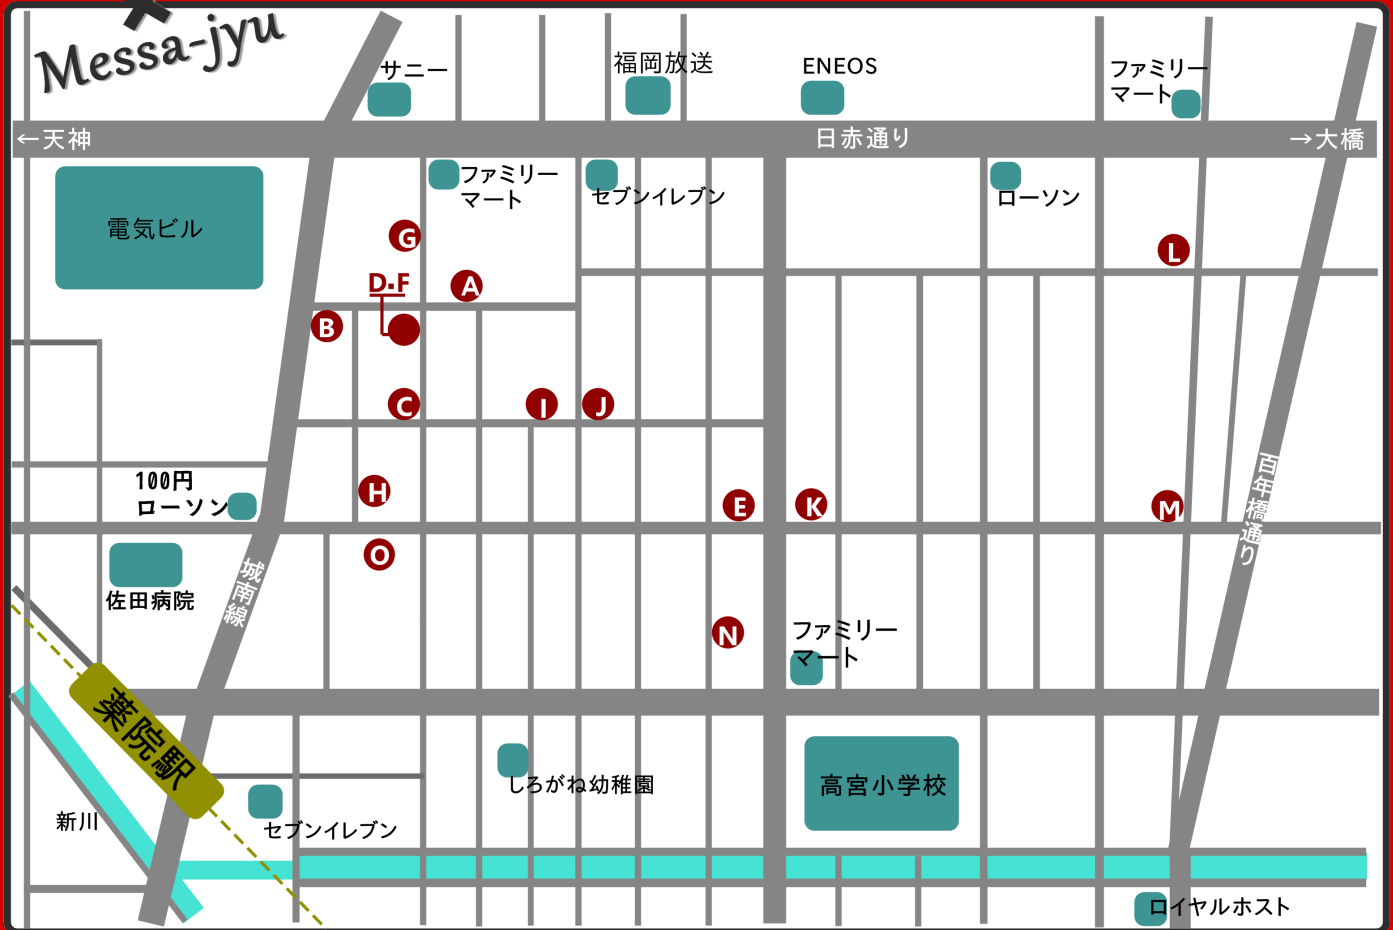 Messa-jyu
サニー
福岡放送
ENEOS
ファミリー
マート
←天神
日赤通り
→大橋
電気ビル
ファミリー
マート
セブンイレブン
ローソン
G
L
D・F
A
B
C
I
J
100円
ローソン
H
E
K
M
百年橋通り
O
城南線
佐田病院
N
ファミリー
マート
薬院駅
しろがね幼稚園
高宮小学校
新川
セブンイレブン
ロイヤルホスト